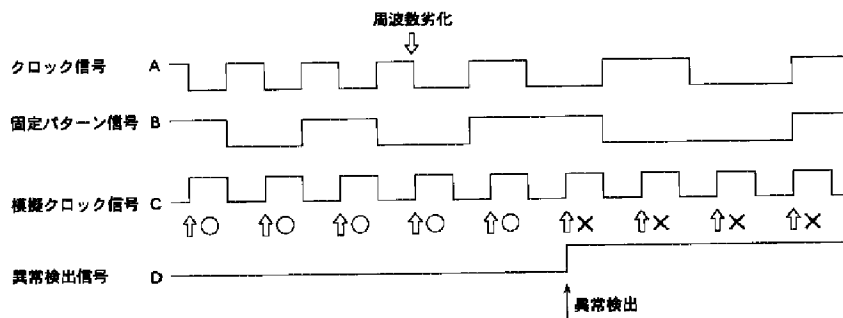 周波数劣化
クロック信号 A
固定パターン信号 B
模擬クロック信号 C
○ ○ ○ ○ ○ × × × ×
異常検出信号 D
異常検出